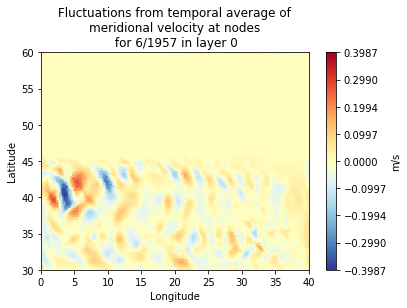 Fluctuations from temporal average of
meridional velocity at nodes
for 6/1957 in layer 0
60
55
50
45
40
35
30
Latitude
0 5 10 15 20 25 30 35 40
Longitude
0.3987
0.2990
0.1994
0.0997
0.0000
−0.0997
−0.1994
−0.2990
−0.3987
m/s